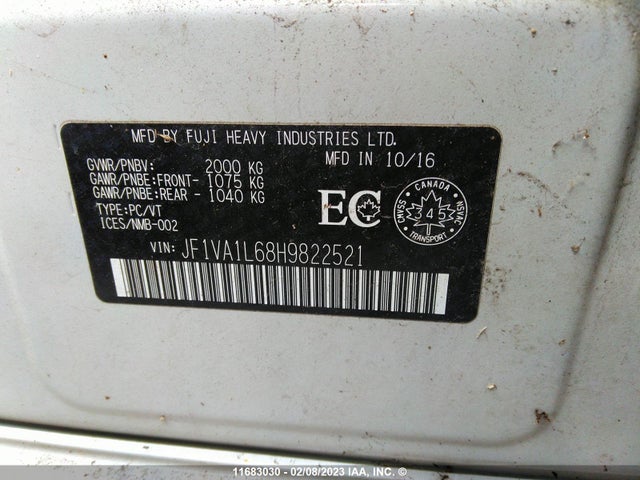 MFD BY FUJI HEAVY INDUSTRIES LTD.
GVWR/PNBV: 2000 KG MFD IN 10/16
GAWR/PNBE:FRONT- 1075 KG
GAWR/PNBE:REAR - 1040 KG
TYPE:PC/VT
ICES/NMB-002
EC
CANADA
CMVSS 345 NSVAC
TRANSPORT
VIN: JF1VA1L68H9822521
11683030 - 02/08/2023 IAA, INC. ©